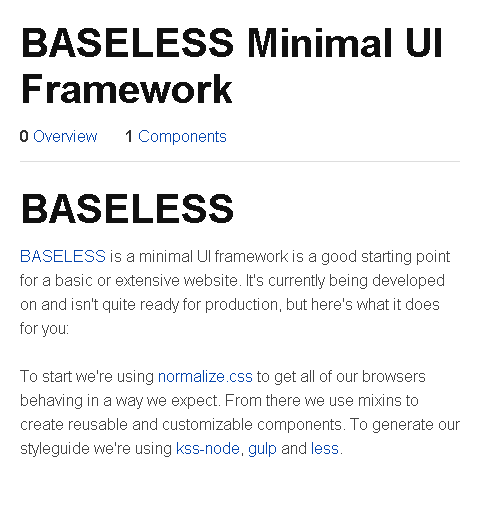 BASELESS Minimal UI
Framework
0 Overview 1 Components
BASELESS
BASELESS is a minimal UI framework is a good starting point
for a basic or extensive website. It's currently being developed
on and isn't quite ready for production, but here's what it does
for you:
To start we're using normalize.css to get all of our browsers
behaving in a way we expect. From there we use mixins to
create reusable and customizable components. To generate our
styleguide we're using kss-node, gulp and less.